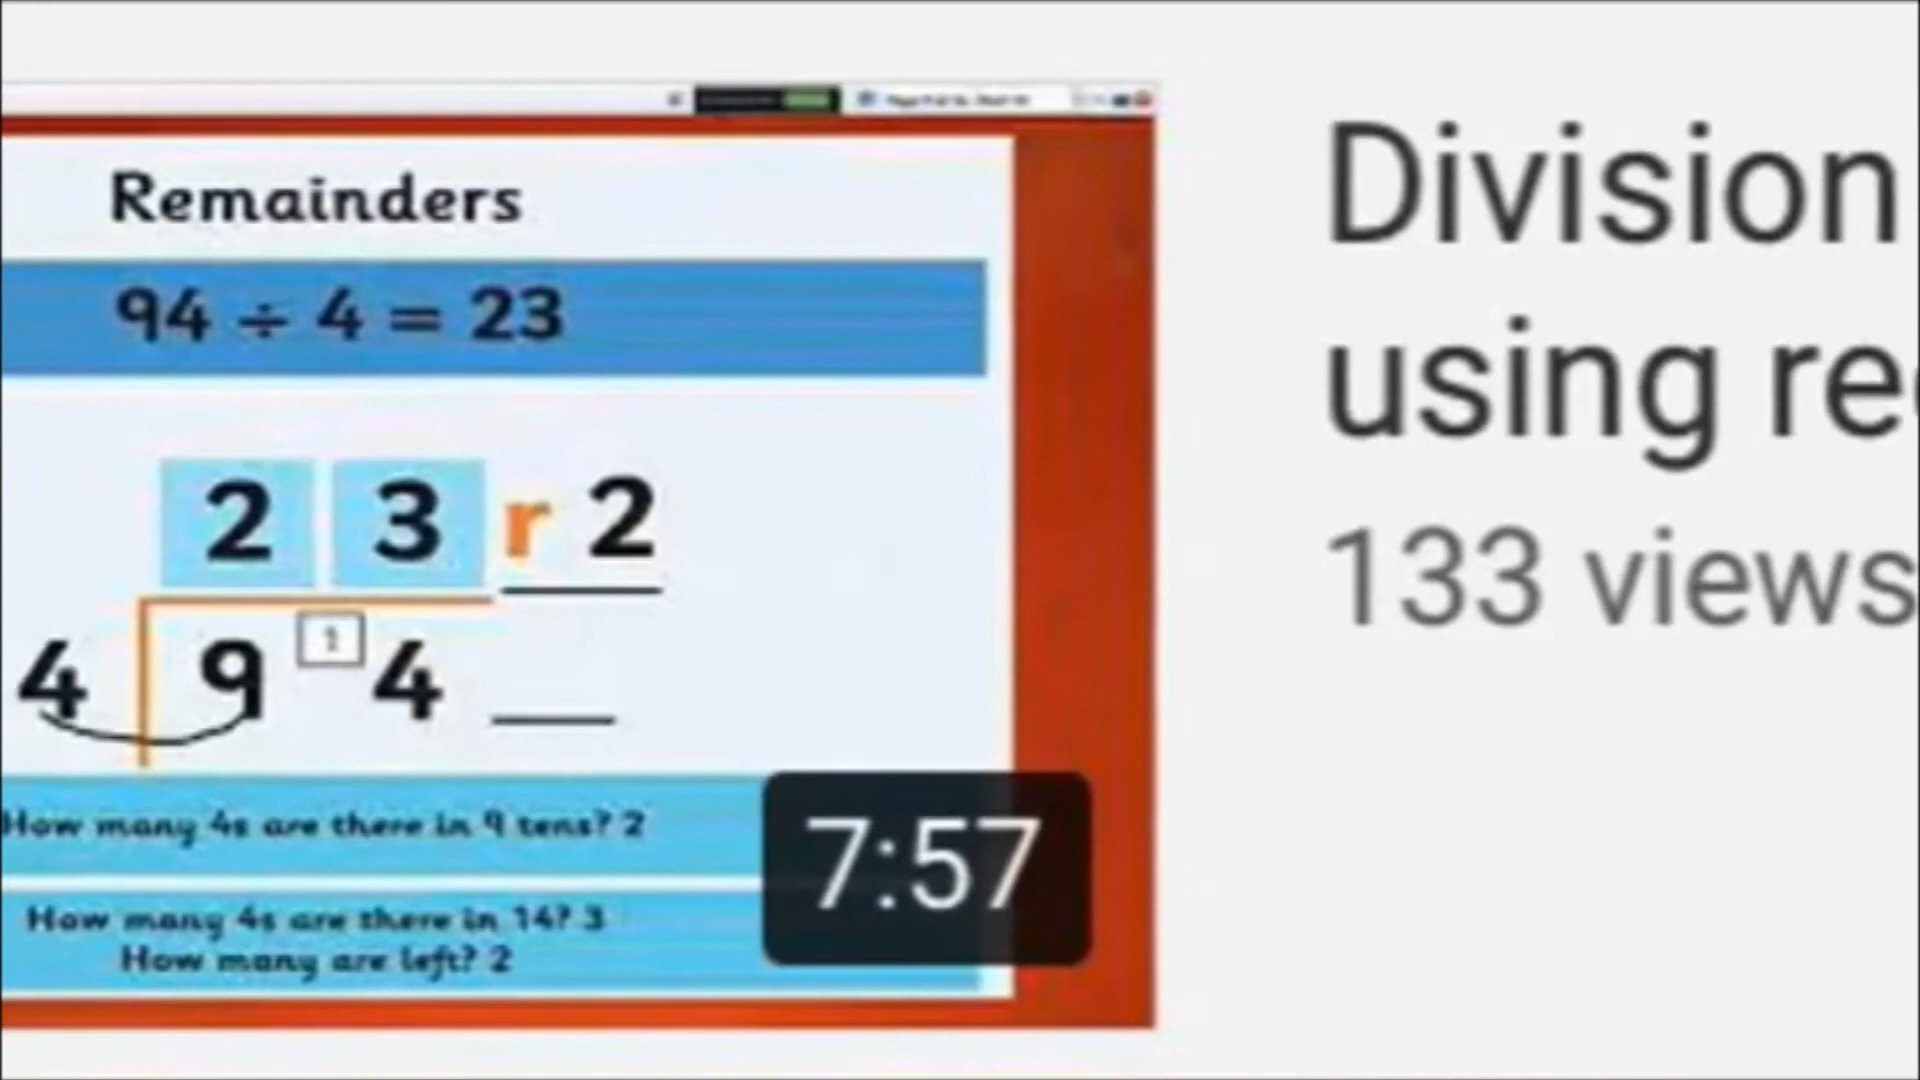 Remainders
94 ÷ 4 = 23
2 3 r 2
4 9 1 4
How many 4s are there in 9 tens? 2
How many 4s are there in 14? 3
How many are left? 2
7:57
Division
using
133 views